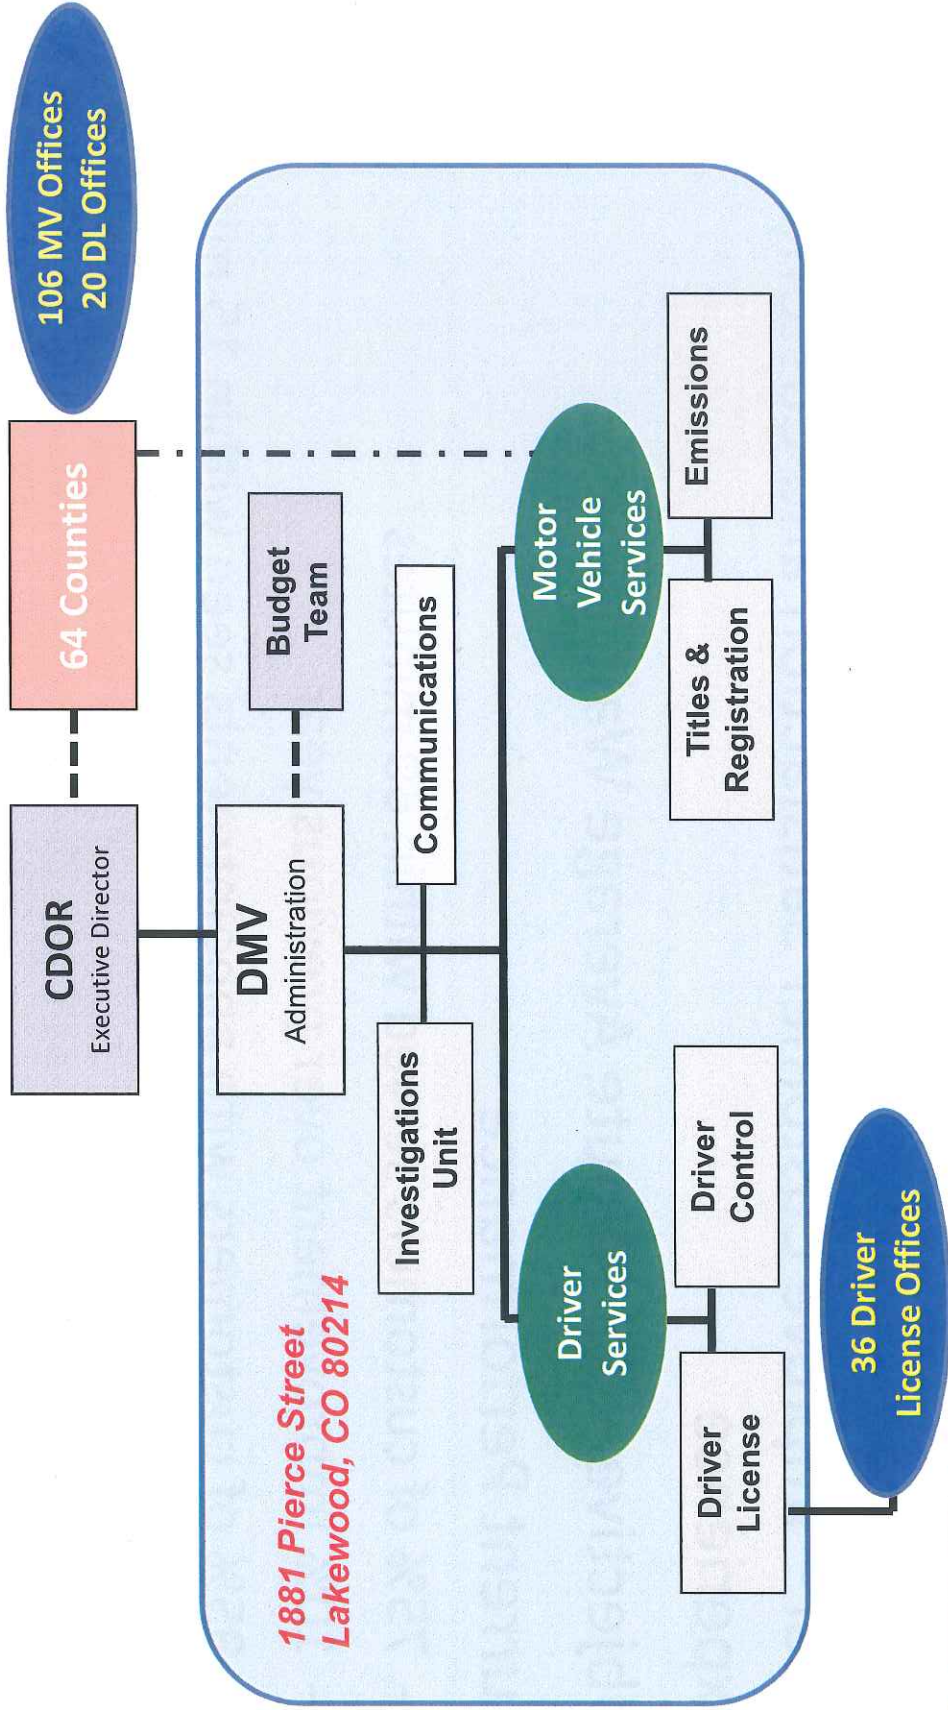 CDOR
Executive Director
64 Counties
106 MV Offices
20 DL Offices
1881 Pierce Street
Lakewood, CO 80214
DMV
Administration
Budget
Team
Investigations
Unit
Communications
Driver
Services
Motor
Vehicle
Services
Driver
License
Driver
Control
Titles &
Registration
Emissions
36 Driver
License Offices